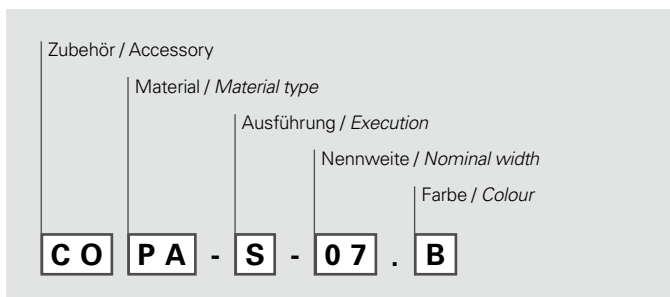 Zubehör / Accessory
Material / Material type
Ausführung / Execution
Nennweite / Nominal width
Farbe / Colour
CO PA - S - 07 . B